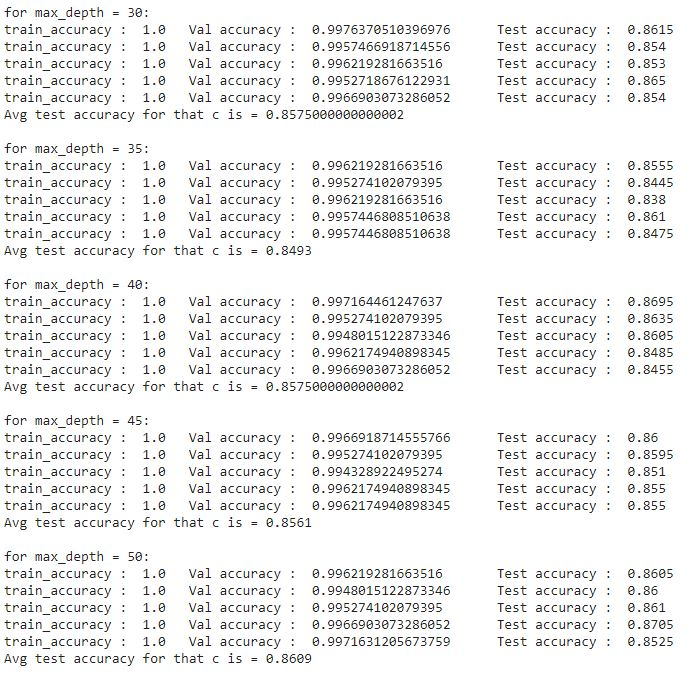 for max_depth = 30:
train_accuracy :  1.0   Val accuracy :  0.9976370510396976      Test accuracy :  0.8615
train_accuracy :  1.0   Val accuracy :  0.9957466918714556      Test accuracy :  0.854
train_accuracy :  1.0   Val accuracy :  0.996219281663516       Test accuracy :  0.853
train_accuracy :  1.0   Val accuracy :  0.9952718676122931      Test accuracy :  0.865
train_accuracy :  1.0   Val accuracy :  0.9966903073286052      Test accuracy :  0.854
Avg test accuracy for that c is = 0.8575000000000002
for max_depth = 35:
train_accuracy :  1.0   Val accuracy :  0.996219281663516       Test accuracy :  0.8555
train_accuracy :  1.0   Val accuracy :  0.995274102079395       Test accuracy :  0.8445
train_accuracy :  1.0   Val accuracy :  0.996219281663516       Test accuracy :  0.838
train_accuracy :  1.0   Val accuracy :  0.9957446808510638      Test accuracy :  0.861
train_accuracy :  1.0   Val accuracy :  0.9957446808510638      Test accuracy :  0.8475
Avg test accuracy for that c is = 0.8493
for max_depth = 40:
train_accuracy :  1.0   Val accuracy :  0.997164461247637       Test accuracy :  0.8695
train_accuracy :  1.0   Val accuracy :  0.995274102079395       Test accuracy :  0.8635
train_accuracy :  1.0   Val accuracy :  0.9948015122873346      Test accuracy :  0.8605
train_accuracy :  1.0   Val accuracy :  0.9962174940898345      Test accuracy :  0.8485
train_accuracy :  1.0   Val accuracy :  0.9966903073286052      Test accuracy :  0.8455
Avg test accuracy for that c is = 0.8575000000000002
for max_depth = 45:
train_accuracy :  1.0   Val accuracy :  0.9966918714555766      Test accuracy :  0.86
train_accuracy :  1.0   Val accuracy :  0.995274102079395       Test accuracy :  0.8595
train_accuracy :  1.0   Val accuracy :  0.994328922495274       Test accuracy :  0.851
train_accuracy :  1.0   Val accuracy :  0.9962174940898345      Test accuracy :  0.855
train_accuracy :  1.0   Val accuracy :  0.9962174940898345      Test accuracy :  0.855
Avg test accuracy for that c is = 0.8561
for max_depth = 50:
train_accuracy :  1.0   Val accuracy :  0.996219281663516       Test accuracy :  0.8605
train_accuracy :  1.0   Val accuracy :  0.9948015122873346      Test accuracy :  0.86
train_accuracy :  1.0   Val accuracy :  0.995274102079395       Test accuracy :  0.861
train_accuracy :  1.0   Val accuracy :  0.9966903073286052      Test accuracy :  0.8705
train_accuracy :  1.0   Val accuracy :  0.9971631205673759      Test accuracy :  0.8525
Avg test accuracy for that c is = 0.8609